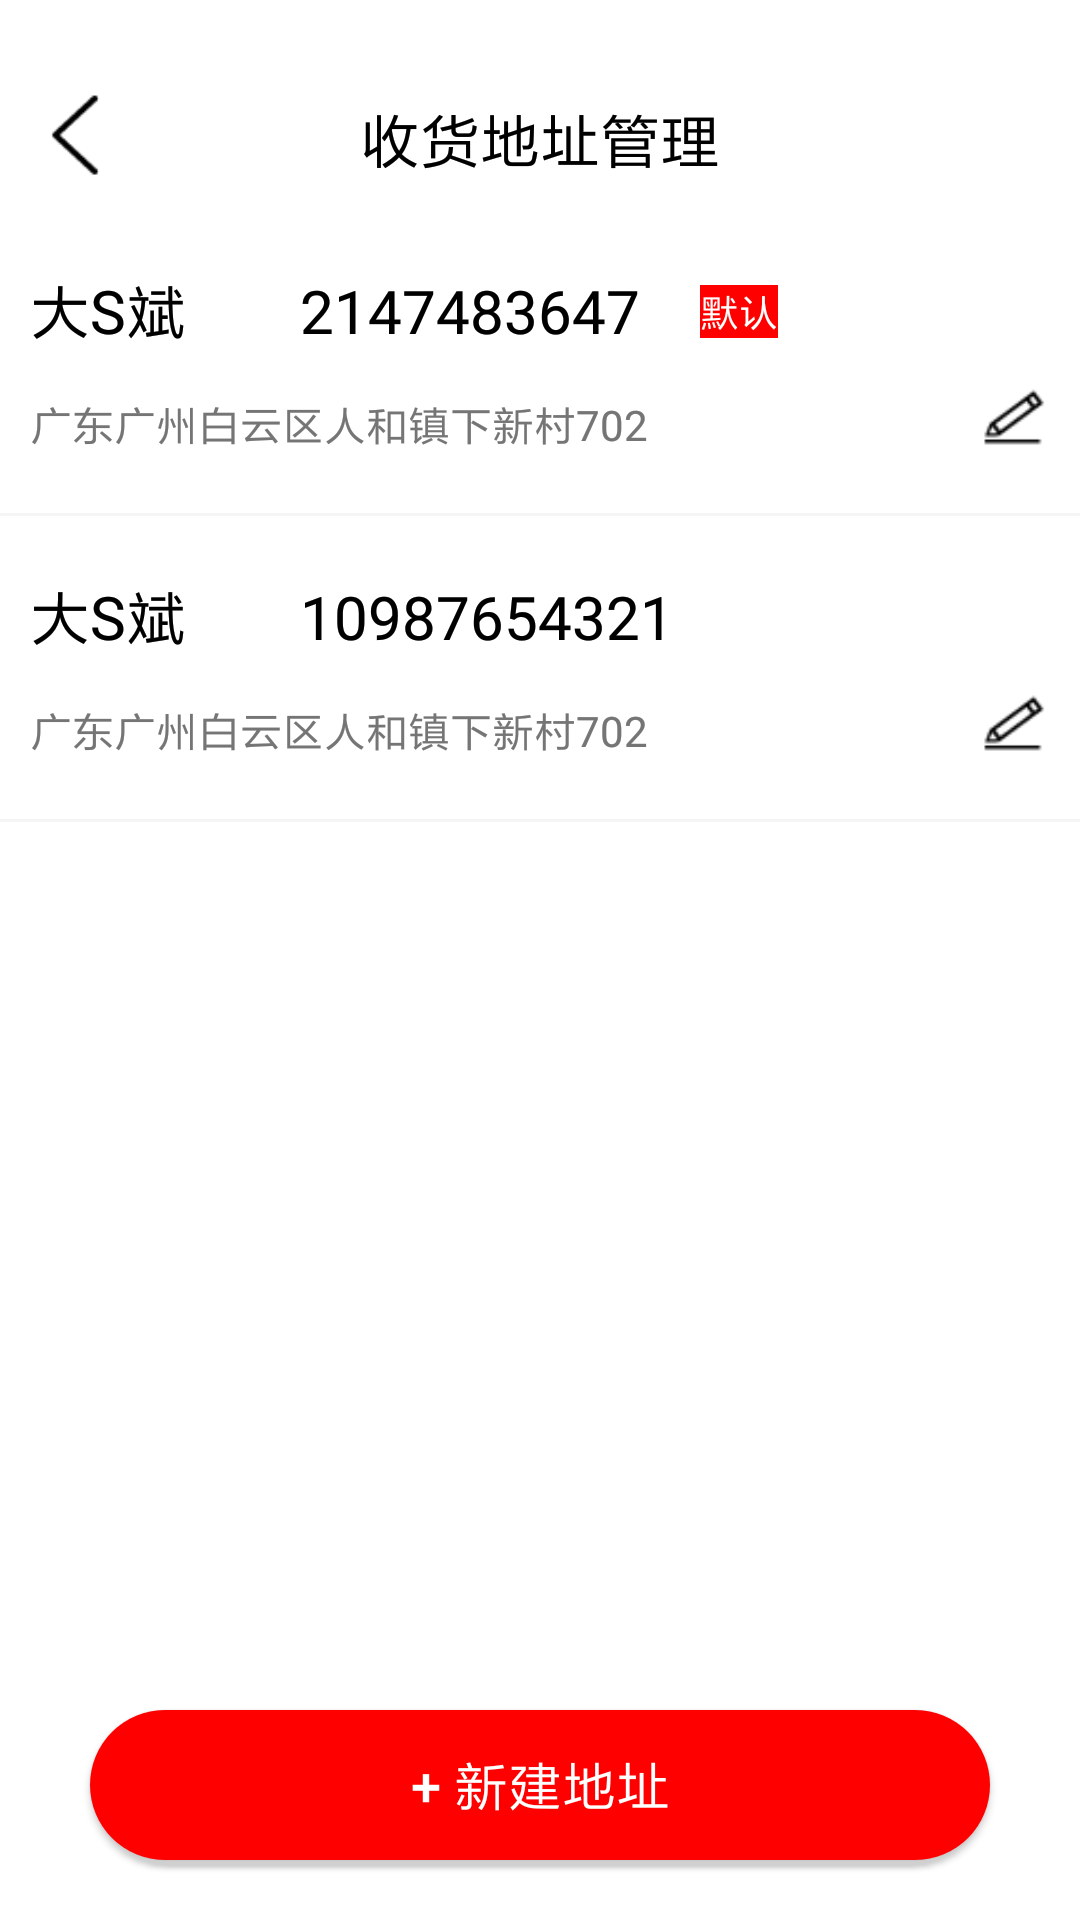 收货地址管理
大S斌 2147483647 默认
广东广州白云区人和镇下新村702
大S斌 10987654321
广东广州白云区人和镇下新村702
+ 新建地址